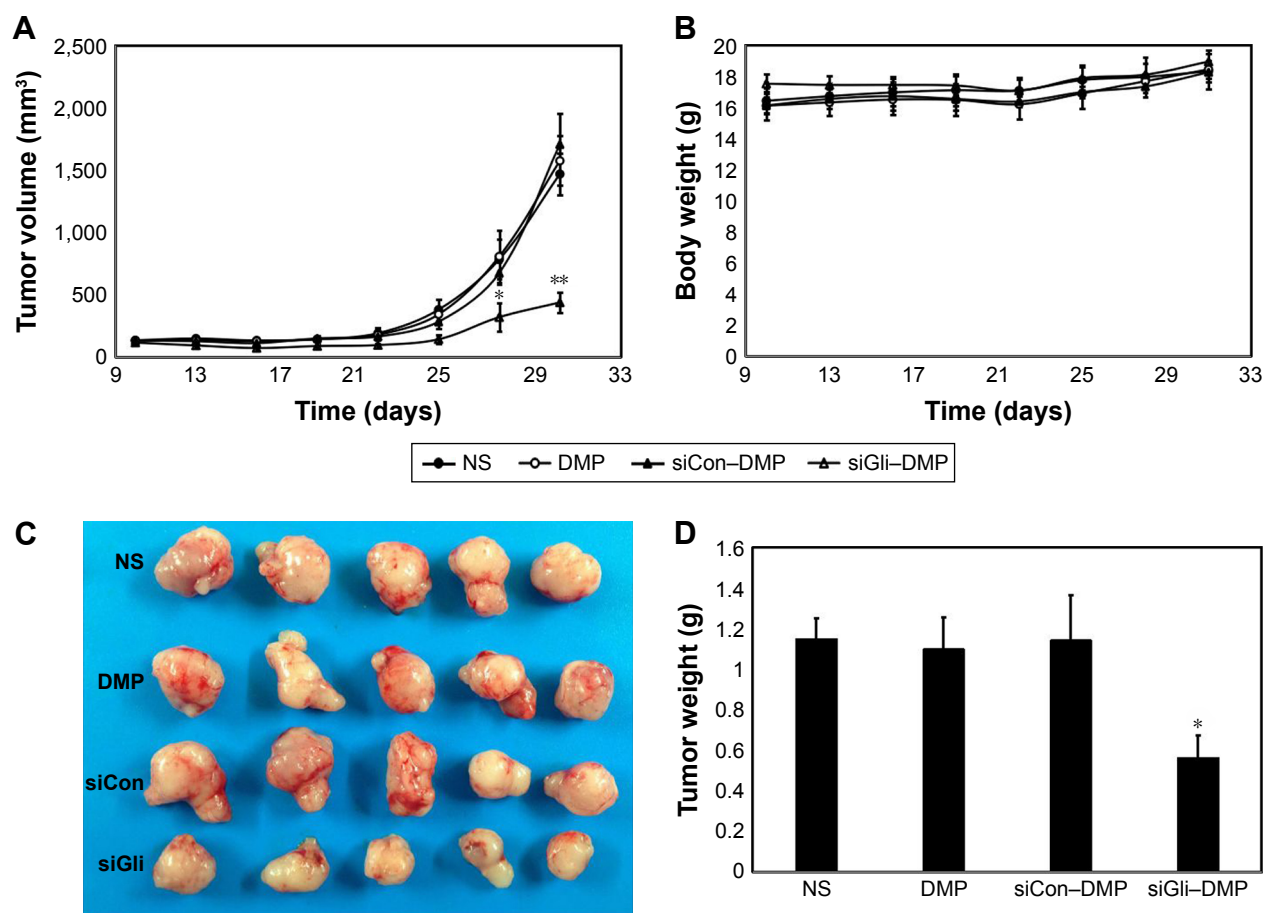 A
2,500
2,000
1,500
1,000
500
0
Tumor volume (mm³)
*
**
9 13 17 21 25 29 33
Time (days)
B
20
18
16
14
12
10
8
6
4
2
0
Body weight (g)
9 13 17 21 25 29 33
Time (days)
NS DMP siCon–DMP siGli–DMP
C
NS
DMP
siCon
siGli
D
1.6
1.4
1.2
1
0.8
0.6
0.4
0.2
0
Tumor weight (g)
*
NS DMP siCon–DMP siGli–DMP